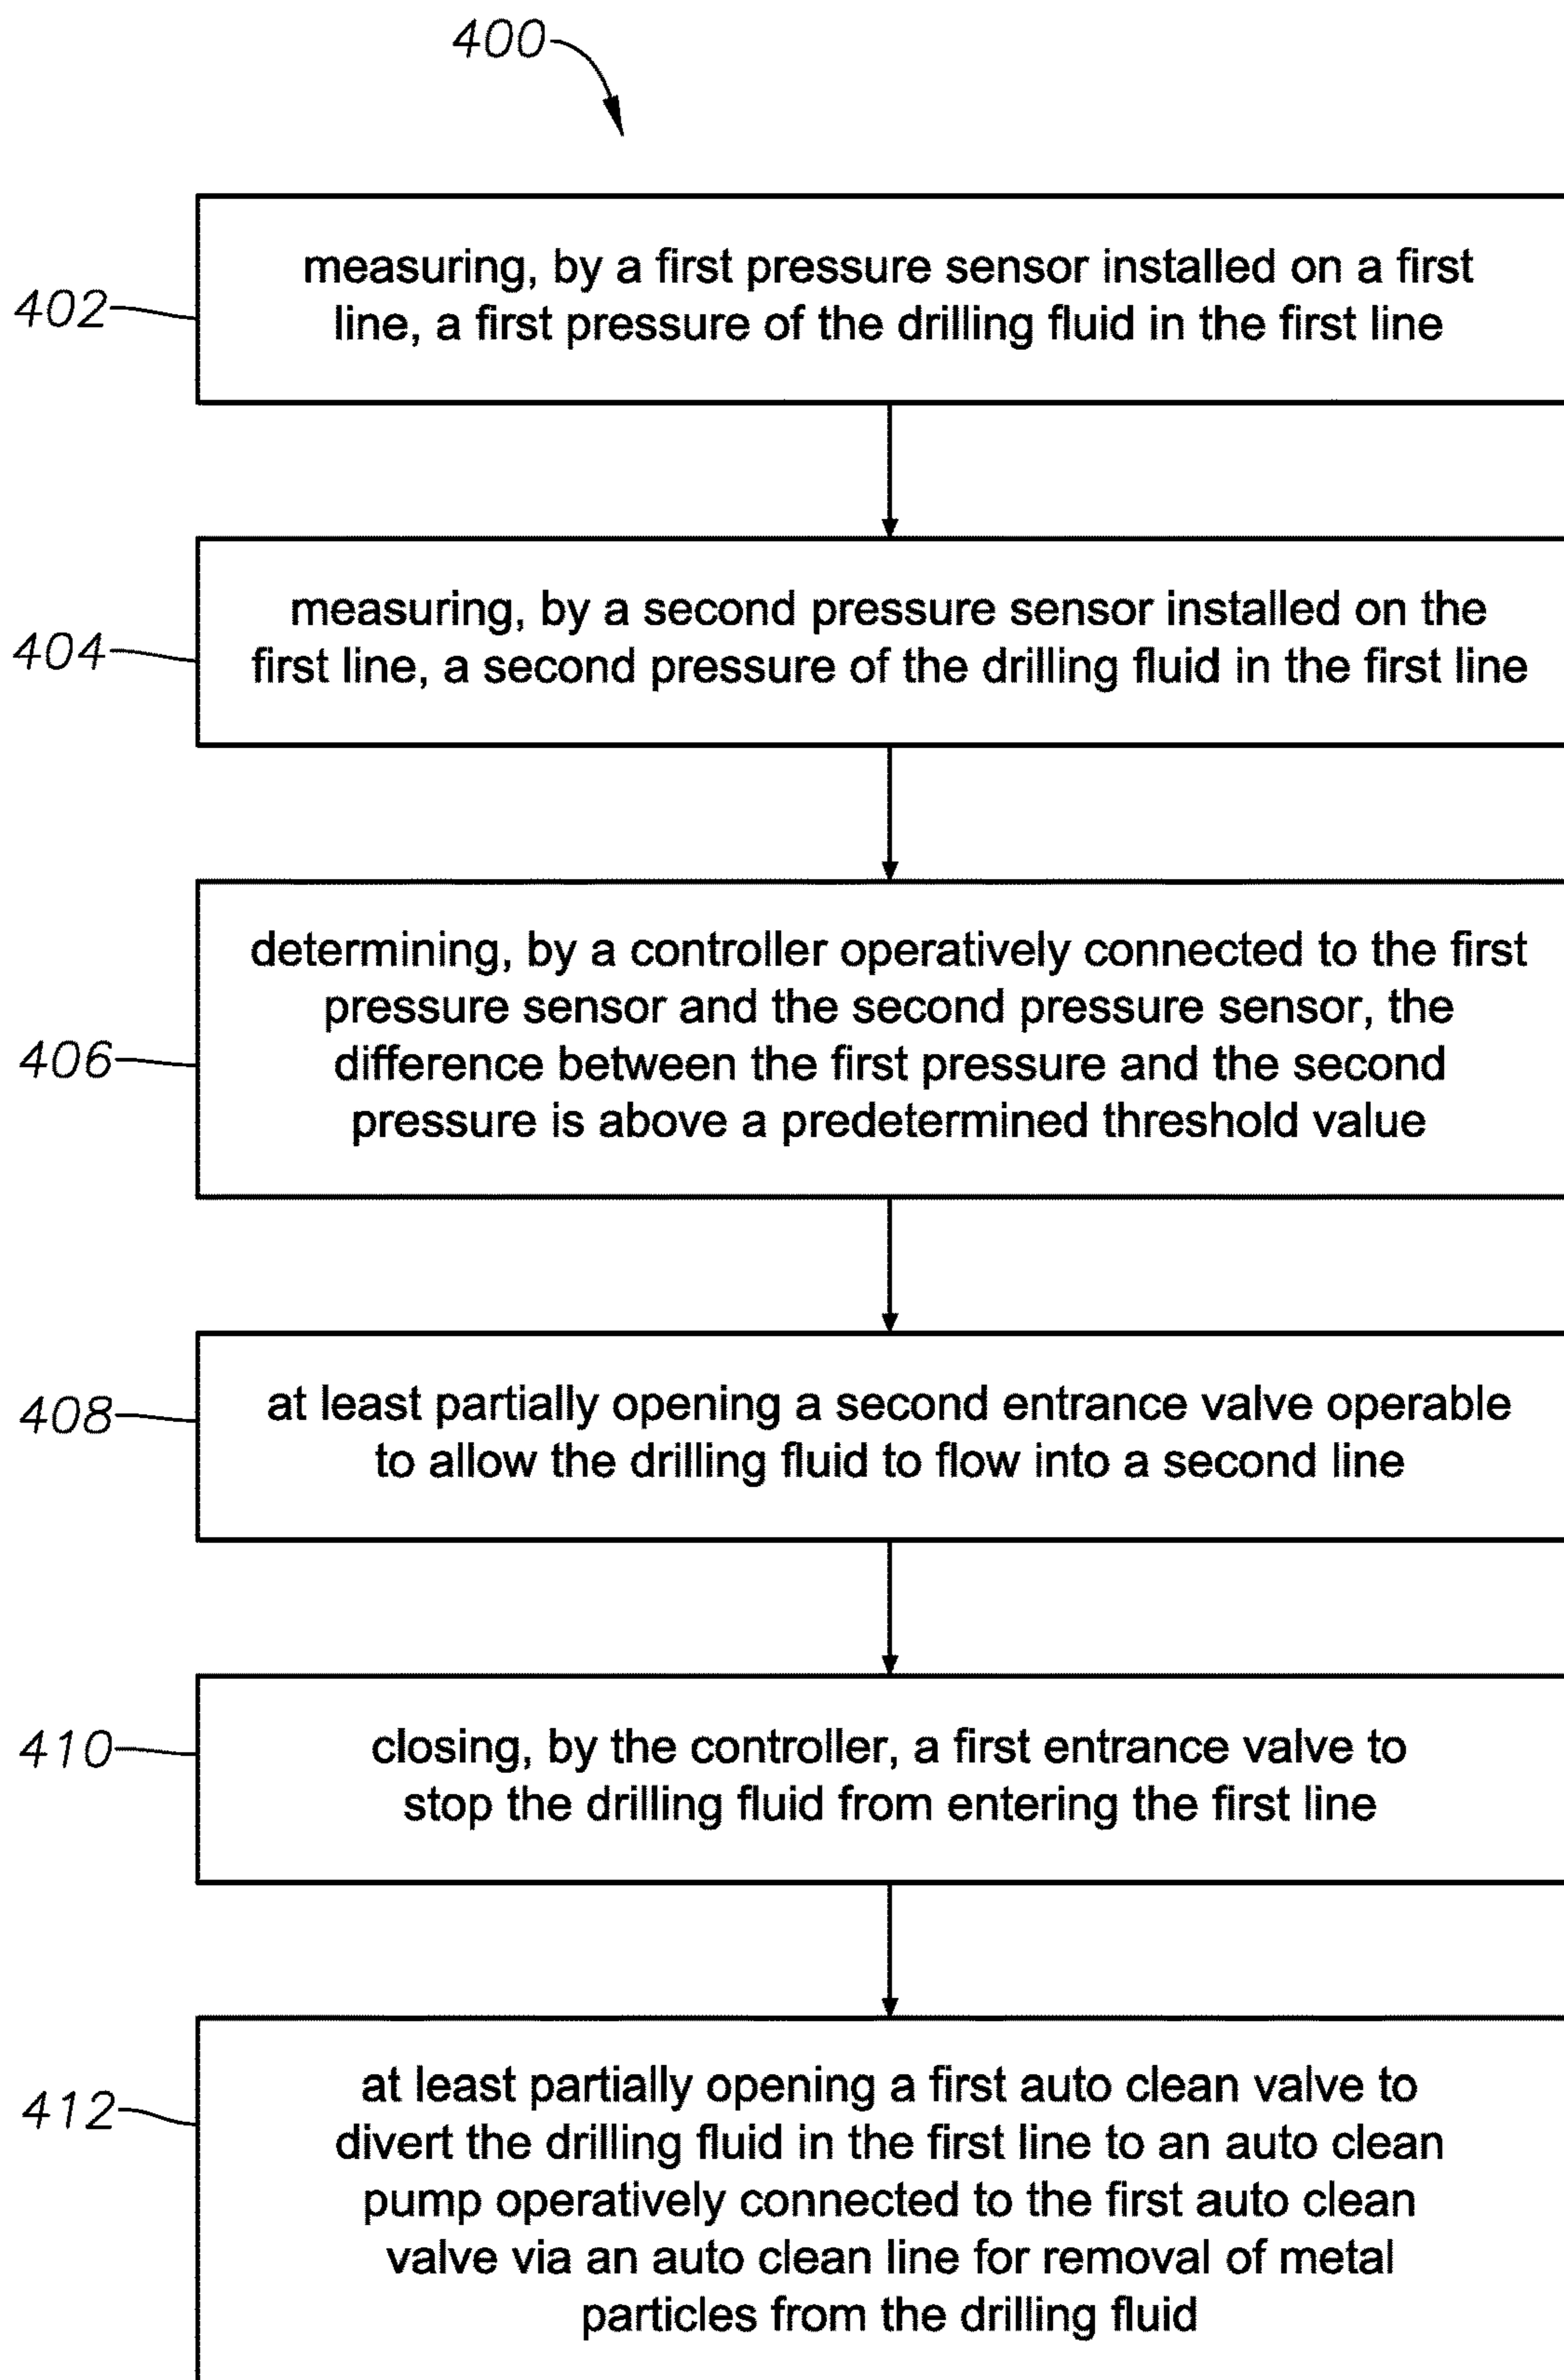 400
402
measuring, by a first pressure sensor installed on a first
line, a first pressure of the drilling fluid in the first line
404
measuring, by a second pressure sensor installed on the
first line, a second pressure of the drilling fluid in the first line
406
determining, by a controller operatively connected to the first
pressure sensor and the second pressure sensor, the
difference between the first pressure and the second
pressure is above a predetermined threshold value
408
at least partially opening a second entrance valve operable
to allow the drilling fluid to flow into a second line
410
closing, by the controller, a first entrance valve to
stop the drilling fluid from entering the first line
412
at least partially opening a first auto clean valve to
divert the drilling fluid in the first line to an auto clean
pump operatively connected to the first auto clean
valve via an auto clean line for removal of metal
particles from the drilling fluid